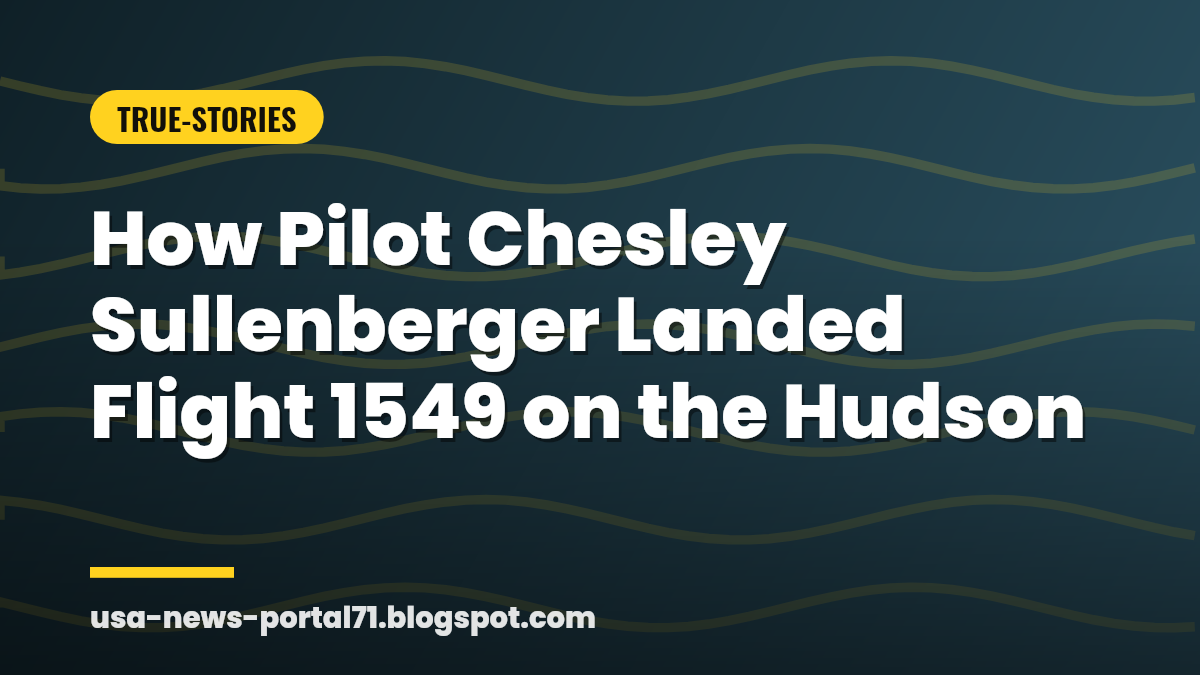 TRUE-STORIES
How Pilot Chesley
Sullenberger Landed
Flight 1549 on the Hudson
usa-news-portal71.blogspot.com